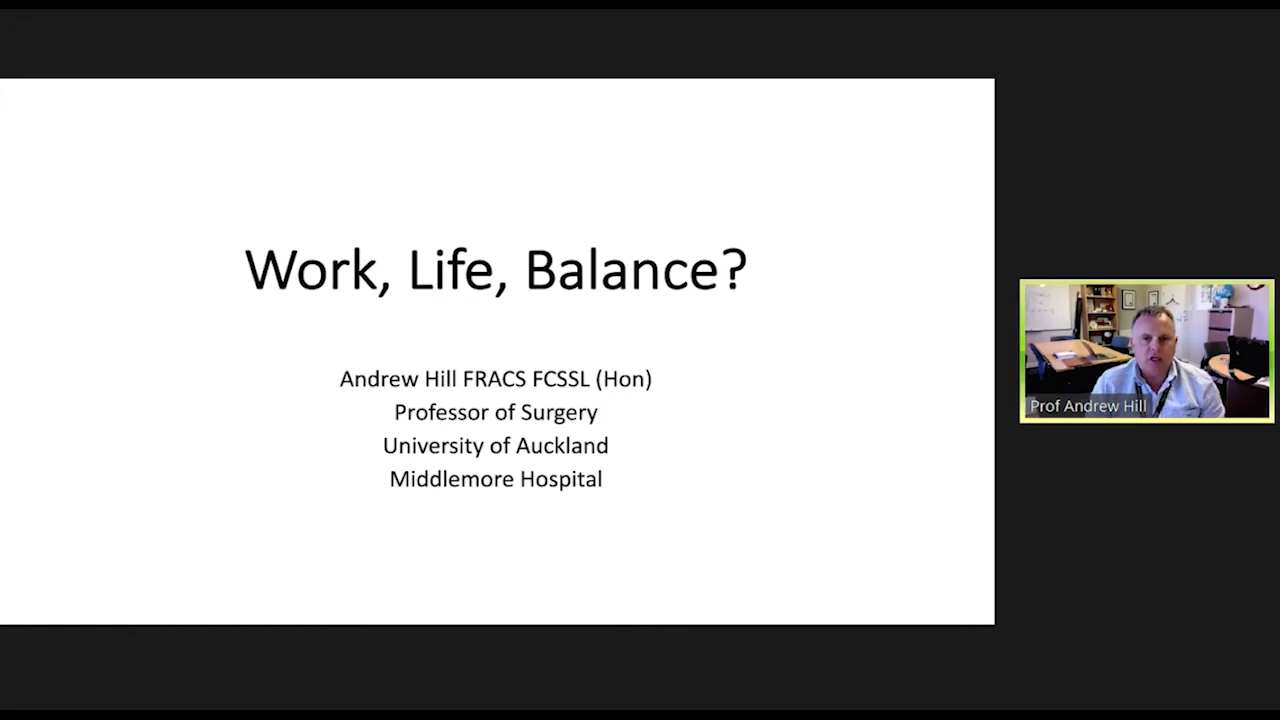 Work, Life, Balance?
Andrew Hill FRACS FCSSL (Hon)
Professor of Surgery
University of Auckland
Middlemore Hospital
Prof Andrew Hill